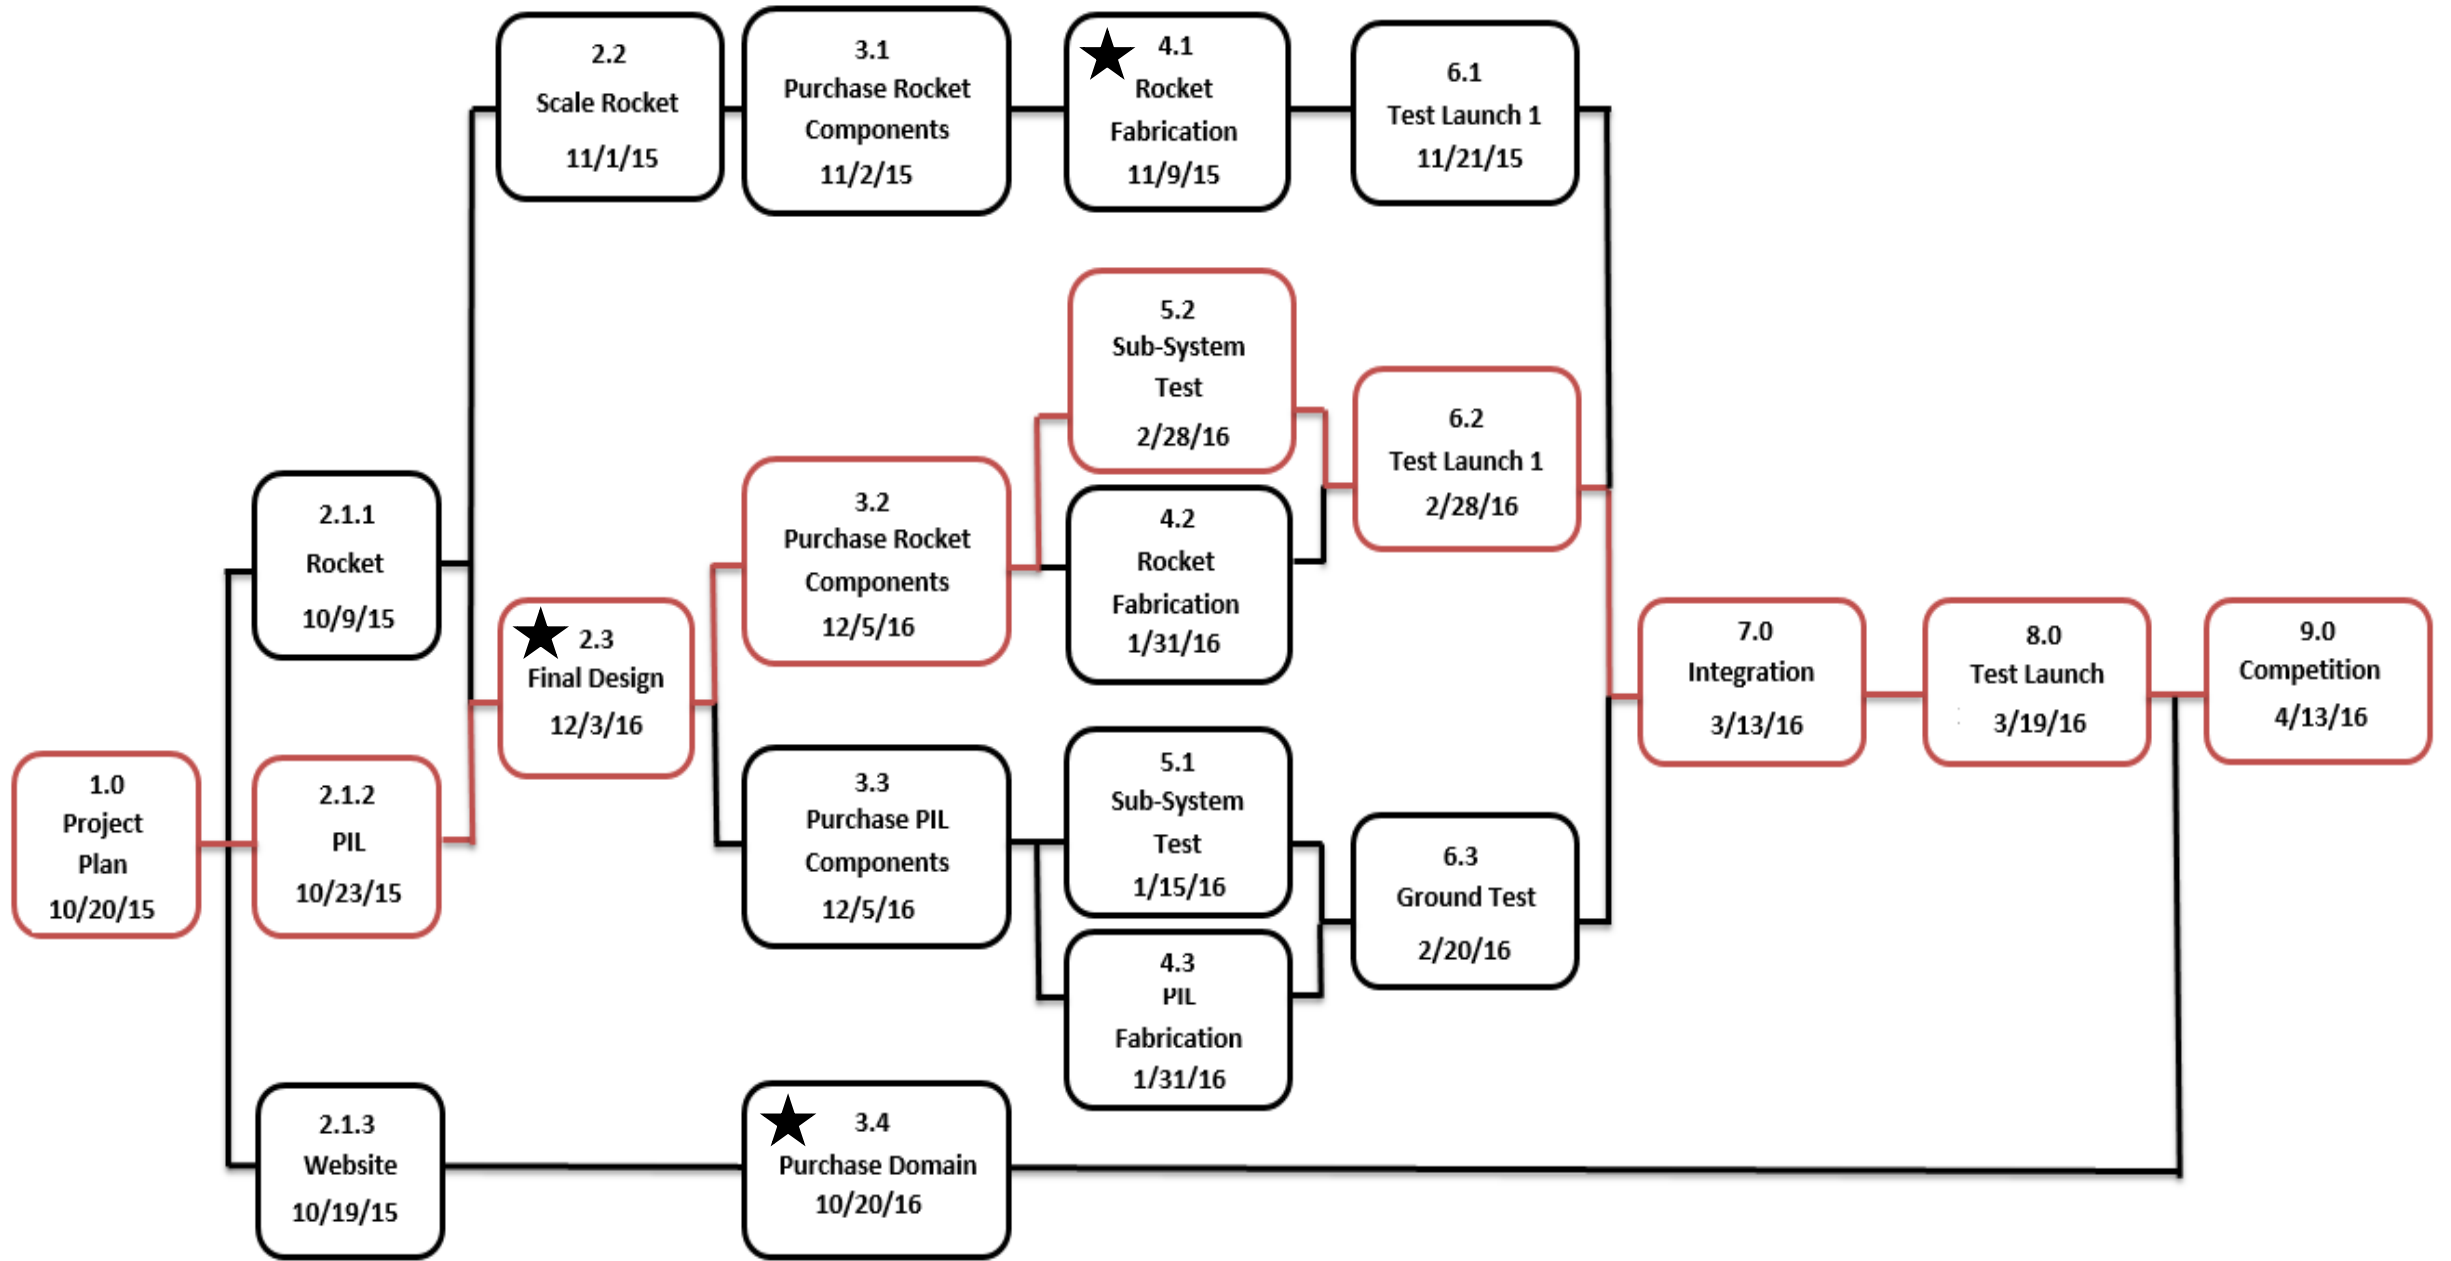 2.2
Scale Rocket
11/1/15
3.1
Purchase Rocket
Components
11/2/15
4.1
Rocket
Fabrication
11/9/15
6.1
Test Launch 1
11/21/15
5.2
Sub-System
Test
2/28/16
6.2
Test Launch 1
2/28/16
2.1.1
Rocket
10/9/15
3.2
Purchase Rocket
Components
12/5/16
4.2
Rocket
Fabrication
1/31/16
2.3
Final Design
12/3/16
7.0
Integration
3/13/16
8.0
Test Launch
3/19/16
9.0
Competition
4/13/16
1.0
Project
Plan
10/20/15
2.1.2
PIL
10/23/15
3.3
Purchase PIL
Components
12/5/16
5.1
Sub-System
Test
1/15/16
6.3
Ground Test
2/20/16
4.3
PIL
Fabrication
1/31/16
2.1.3
Website
10/19/15
3.4
Purchase Domain
10/20/16